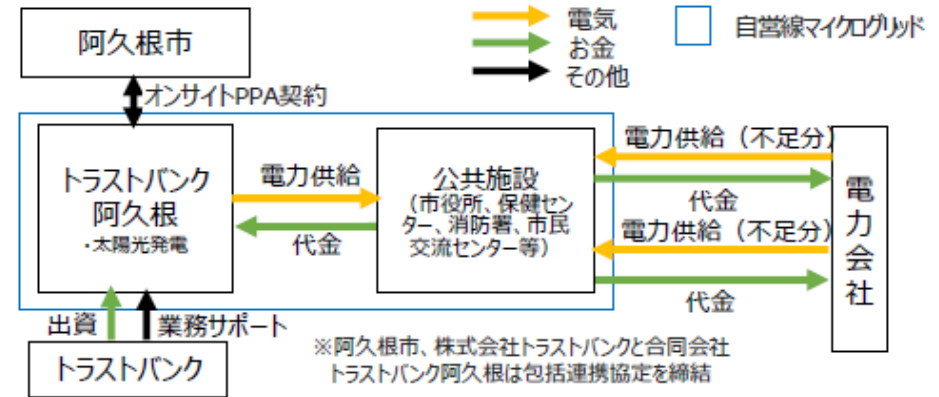 電気
お金
その他
自営線マイクログリッド
阿久根市
オンサイトPPA契約
トラストバンク
阿久根
・太陽光発電
電力供給
代金
公共施設
（市役所、保健セン
ター、消防署、市民
交流センター等）
電力供給（不足分）
代金
電力供給（不足分）
代金
電力会社
出資
業務サポート
トラストバンク
※阿久根市、株式会社トラストバンクと合同会社
トラストバンク阿久根は包括連携協定を締結